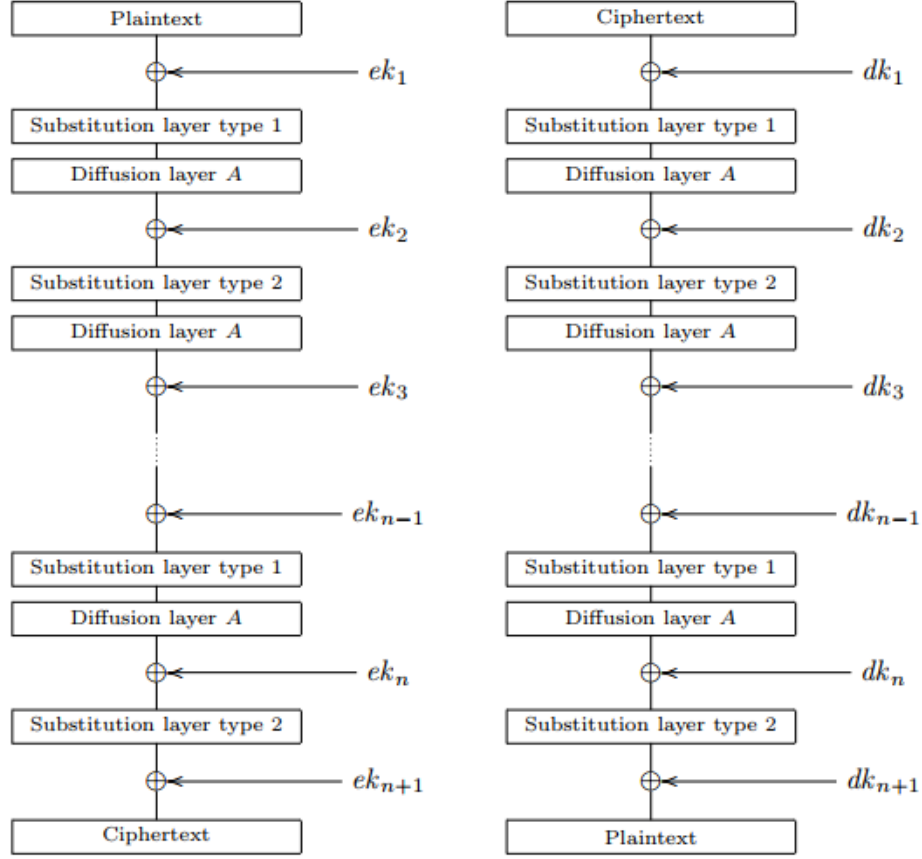 Plaintext
ek₁
Substitution layer type 1
Diffusion layer A
ek₂
Substitution layer type 2
Diffusion layer A
ek₃
ekₙ₋₁
Substitution layer type 1
Diffusion layer A
ekₙ
Substitution layer type 2
ekₙ₊₁
Ciphertext
Ciphertext
dk₁
Substitution layer type 1
Diffusion layer A
dk₂
Substitution layer type 2
Diffusion layer A
dk₃
dkₙ₋₁
Substitution layer type 1
Diffusion layer A
dkₙ
Substitution layer type 2
dkₙ₊₁
Plaintext